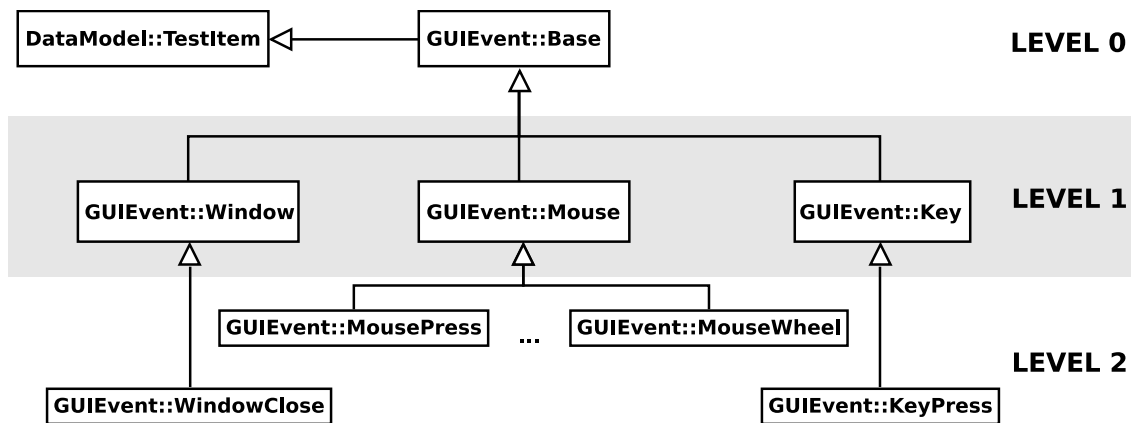 DataModel::TestItem
GUIEvent::Base
LEVEL 0
GUIEvent::Window
GUIEvent::Mouse
GUIEvent::Key
LEVEL 1
GUIEvent::MousePress
...
GUIEvent::MouseWheel
LEVEL 2
GUIEvent::WindowClose
GUIEvent::KeyPress